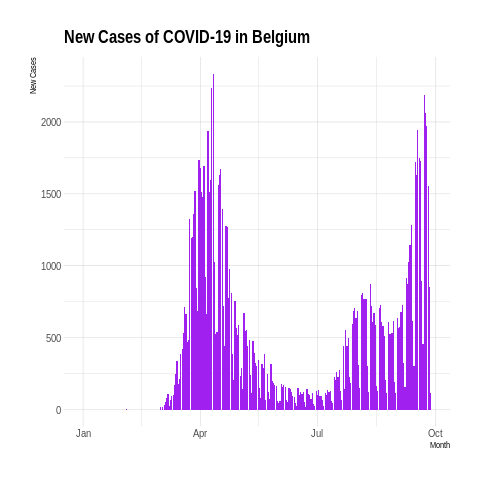 New Cases of COVID-19 in Belgium
New Cases
2000
1500
1000
500
0
Jan Apr Jul Oct
Month